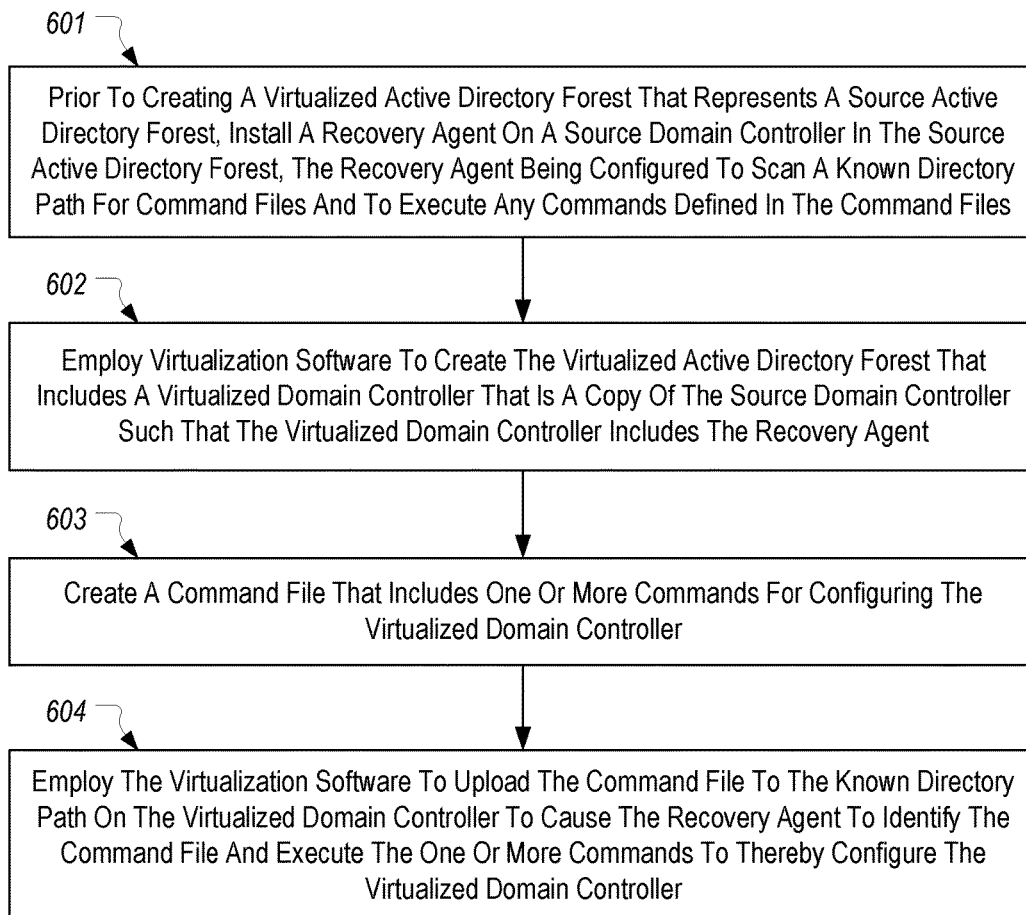 601
Prior To Creating A Virtualized Active Directory Forest That Represents A Source Active
Directory Forest, Install A Recovery Agent On A Source Domain Controller In The Source
Active Directory Forest, The Recovery Agent Being Configured To Scan A Known Directory
Path For Command Files And To Execute Any Commands Defined In The Command Files
602
Employ Virtualization Software To Create The Virtualized Active Directory Forest That
Includes A Virtualized Domain Controller That Is A Copy Of The Source Domain Controller
Such That The Virtualized Domain Controller Includes The Recovery Agent
603
Create A Command File That Includes One Or More Commands For Configuring The
Virtualized Domain Controller
604
Employ The Virtualization Software To Upload The Command File To The Known Directory
Path On The Virtualized Domain Controller To Cause The Recovery Agent To Identify The
Command File And Execute The One Or More Commands To Thereby Configure The
Virtualized Domain Controller